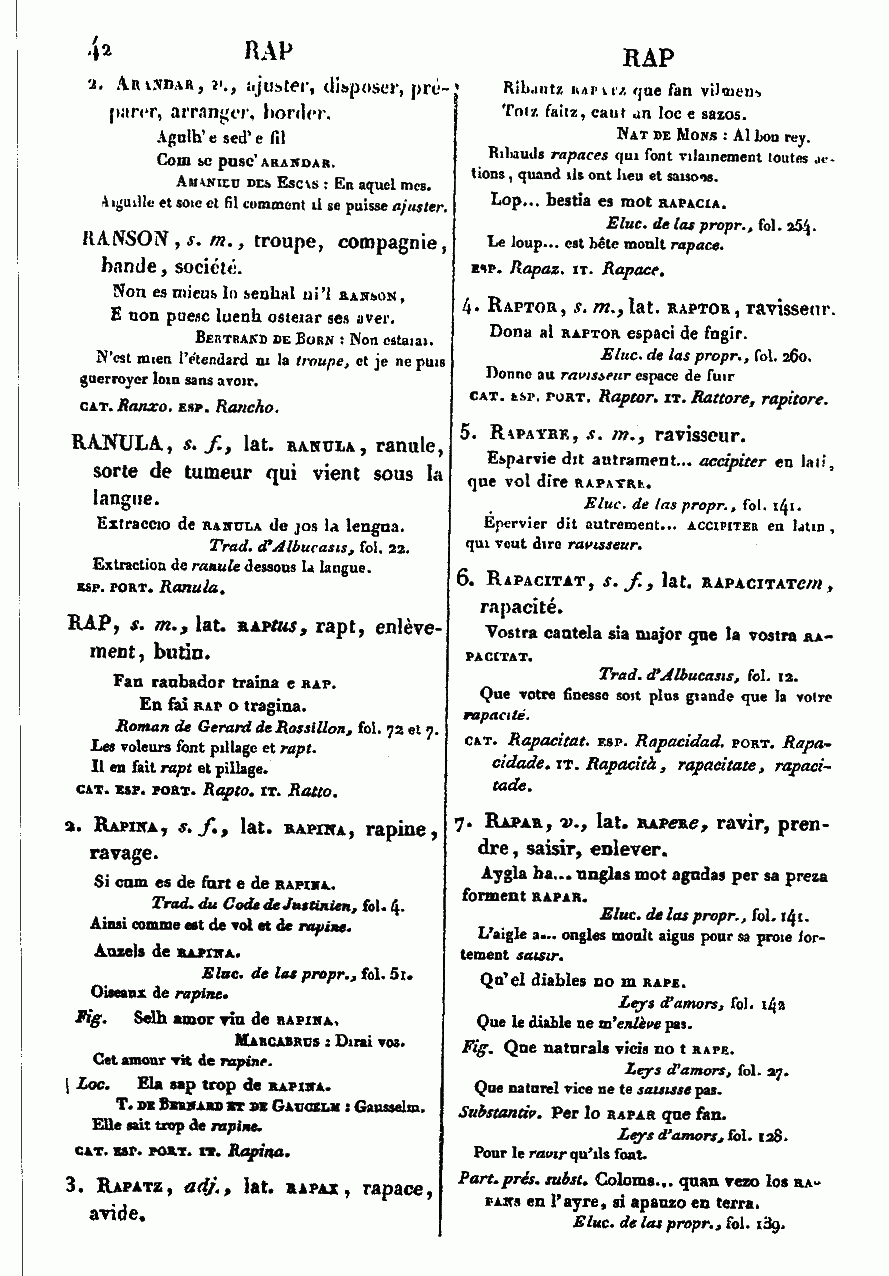 42 RAP
RAP
2. ARANDAR, v., ajuster, disposer, pré-
parer, arranger, border.
Agulh' e sed' e fil
Com se pusc' ARANDAR.
AMANIEU DES ESCAS : En aquel mes.
Aiguille et soie et fil comment il se puisse ajuster.
RANSON, s. m., troupe, compagnie,
bande, société.
Non es mieus lo senhal ni'l RANSON,
E non puesc luenh osteiar ses aver.
BERTRAND DE BORN : Non estaiai.
N'est mien l'étendard ni la troupe, et je ne puis
guerroyer loin sans avoir.
CAT. Ranxo. ESP. Rancho.
RANULA, s. f., lat. RANULA, ranule,
sorte de tumeur qui vient sous la
langue.
Extraccio de RANULA de jos la lengua.
Trad. d'Albucasis, fol. 22.
Extraction de ranule dessous la langue.
ESP. PORT. Ranula.
RAP, s. m., lat. RAPtus, rapt, enlève-
ment, butin.
Fan raubador traina e RAP.
En fai RAP o tragina.
Roman de Gerard de Rossillon, fol. 72 et 7.
Les voleurs font pillage et rapt.
Il en fait rapt et pillage.
CAT. ESP. PORT. Rapto. IT. Ratto.
2. RAPINA, s. f., lat. RAPINA, rapine,
ravage.
Si cum es de furt e de RAPINA.
Trad. du Code de Justinien, fol. 4.
Ainsi comme est de vol et de rapine.
Auzels de RAPINA.
Eluc. de las propr., fol. 51.
Oiseaux de rapine.
Fig. Selh amor viu de RAPINA.
MARCABRUS : Dirai vos.
Cet amour vit de rapine.
Loc. Ela sap trop de RAPINA.
T. DE BERNARD ET DE GAUCELM : Gausselm.
Elle sait trop de rapine.
CAT. ESP. PORT. IT. Rapina.
3. RAPATZ, adj., lat. RAPAX, rapace,
avide.
Ribautz RAPATZ que fan vilmens
Totz faitz, cant an loc e sazos.
NAT DE MONS : Al bon rey.
Ribauds rapaces qui font vilainement toutes ac-
tions, quand ils ont lieu et saisons.
Lop... bestia es mot RAPACIA.
Eluc. de las propr., fol. 254.
Le loup... est bête moult rapace.
ESP. Rapaz. IT. Rapace.
4. RAPTOR, s. m., lat. RAPTOR, ravisseur.
Dona al RAPTOR espaci de fugir.
Eluc. de las propr., fol. 260.
Donne au ravisseur espace de fuir
CAT. ESP. PORT. Raptor. IT. Rattore, rapitore.
5. RAPAYRE, s. m., ravisseur.
Esparvie dit autrament... accipiter en lati,
que vol dire RAPAYRE.
Eluc. de las propr., fol. 141.
Épervier dit autrement... ACCIPITER en latin,
qui veut dire ravisseur.
6. RAPACITAT, s. f., lat. RAPACITATem,
rapacité.
Vostra cautela sia major que la vostra RA-
PACITAT.
Trad. d'Albucasis, fol. 12.
Que votre finesse soit plus grande que la votre
rapacité.
CAT. Rapacitat. ESP. Rapacidad. PORT. Rapa-
cidade. IT. Rapacità, rapacitate, rapaci-
tade.
7. RAPAR, v., lat. RAPeRe, ravir, pren-
dre, saisir, enlever.
Aygla ha... unglas mot agudas per sa preza
forment RAPAR.
Eluc. de las propr., fol. 141.
L'aigle a... ongles moult aigus pour sa proie for-
tement saisir.
Qu'el diables no m RAPE.
Leys d'amors, fol. 142
Que le diable ne m'enlève pas.
Fig. Que naturals vicis no t RAPE.
Leys d'amors, fol. 27.
Que naturel vice ne te saisisse pas.
Substantiv. Per lo RAPAR que fan.
Leys d'amors, fol. 128.
Pour le ravir qu'ils font.
Part. prés. subst. Coloms... quan vezo los RA-
PANS en l'ayre, si apauzo en terra.
Eluc. de las propr., fol. 139.